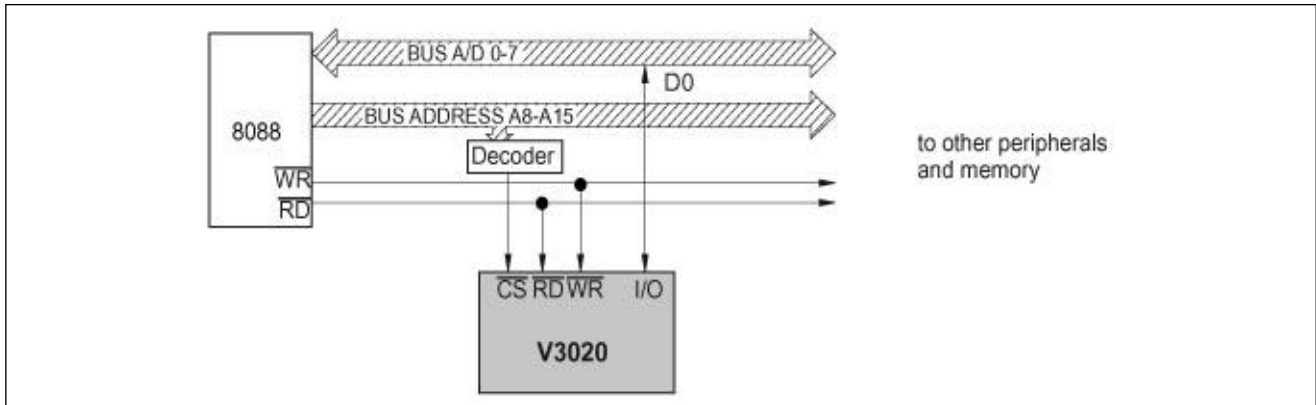 BUS A/D 0-7
D0
BUS ADDRESS A8-A15
8088
Decoder
to other peripherals
and memory
WR
RD
CS RD WR I/O
V3020